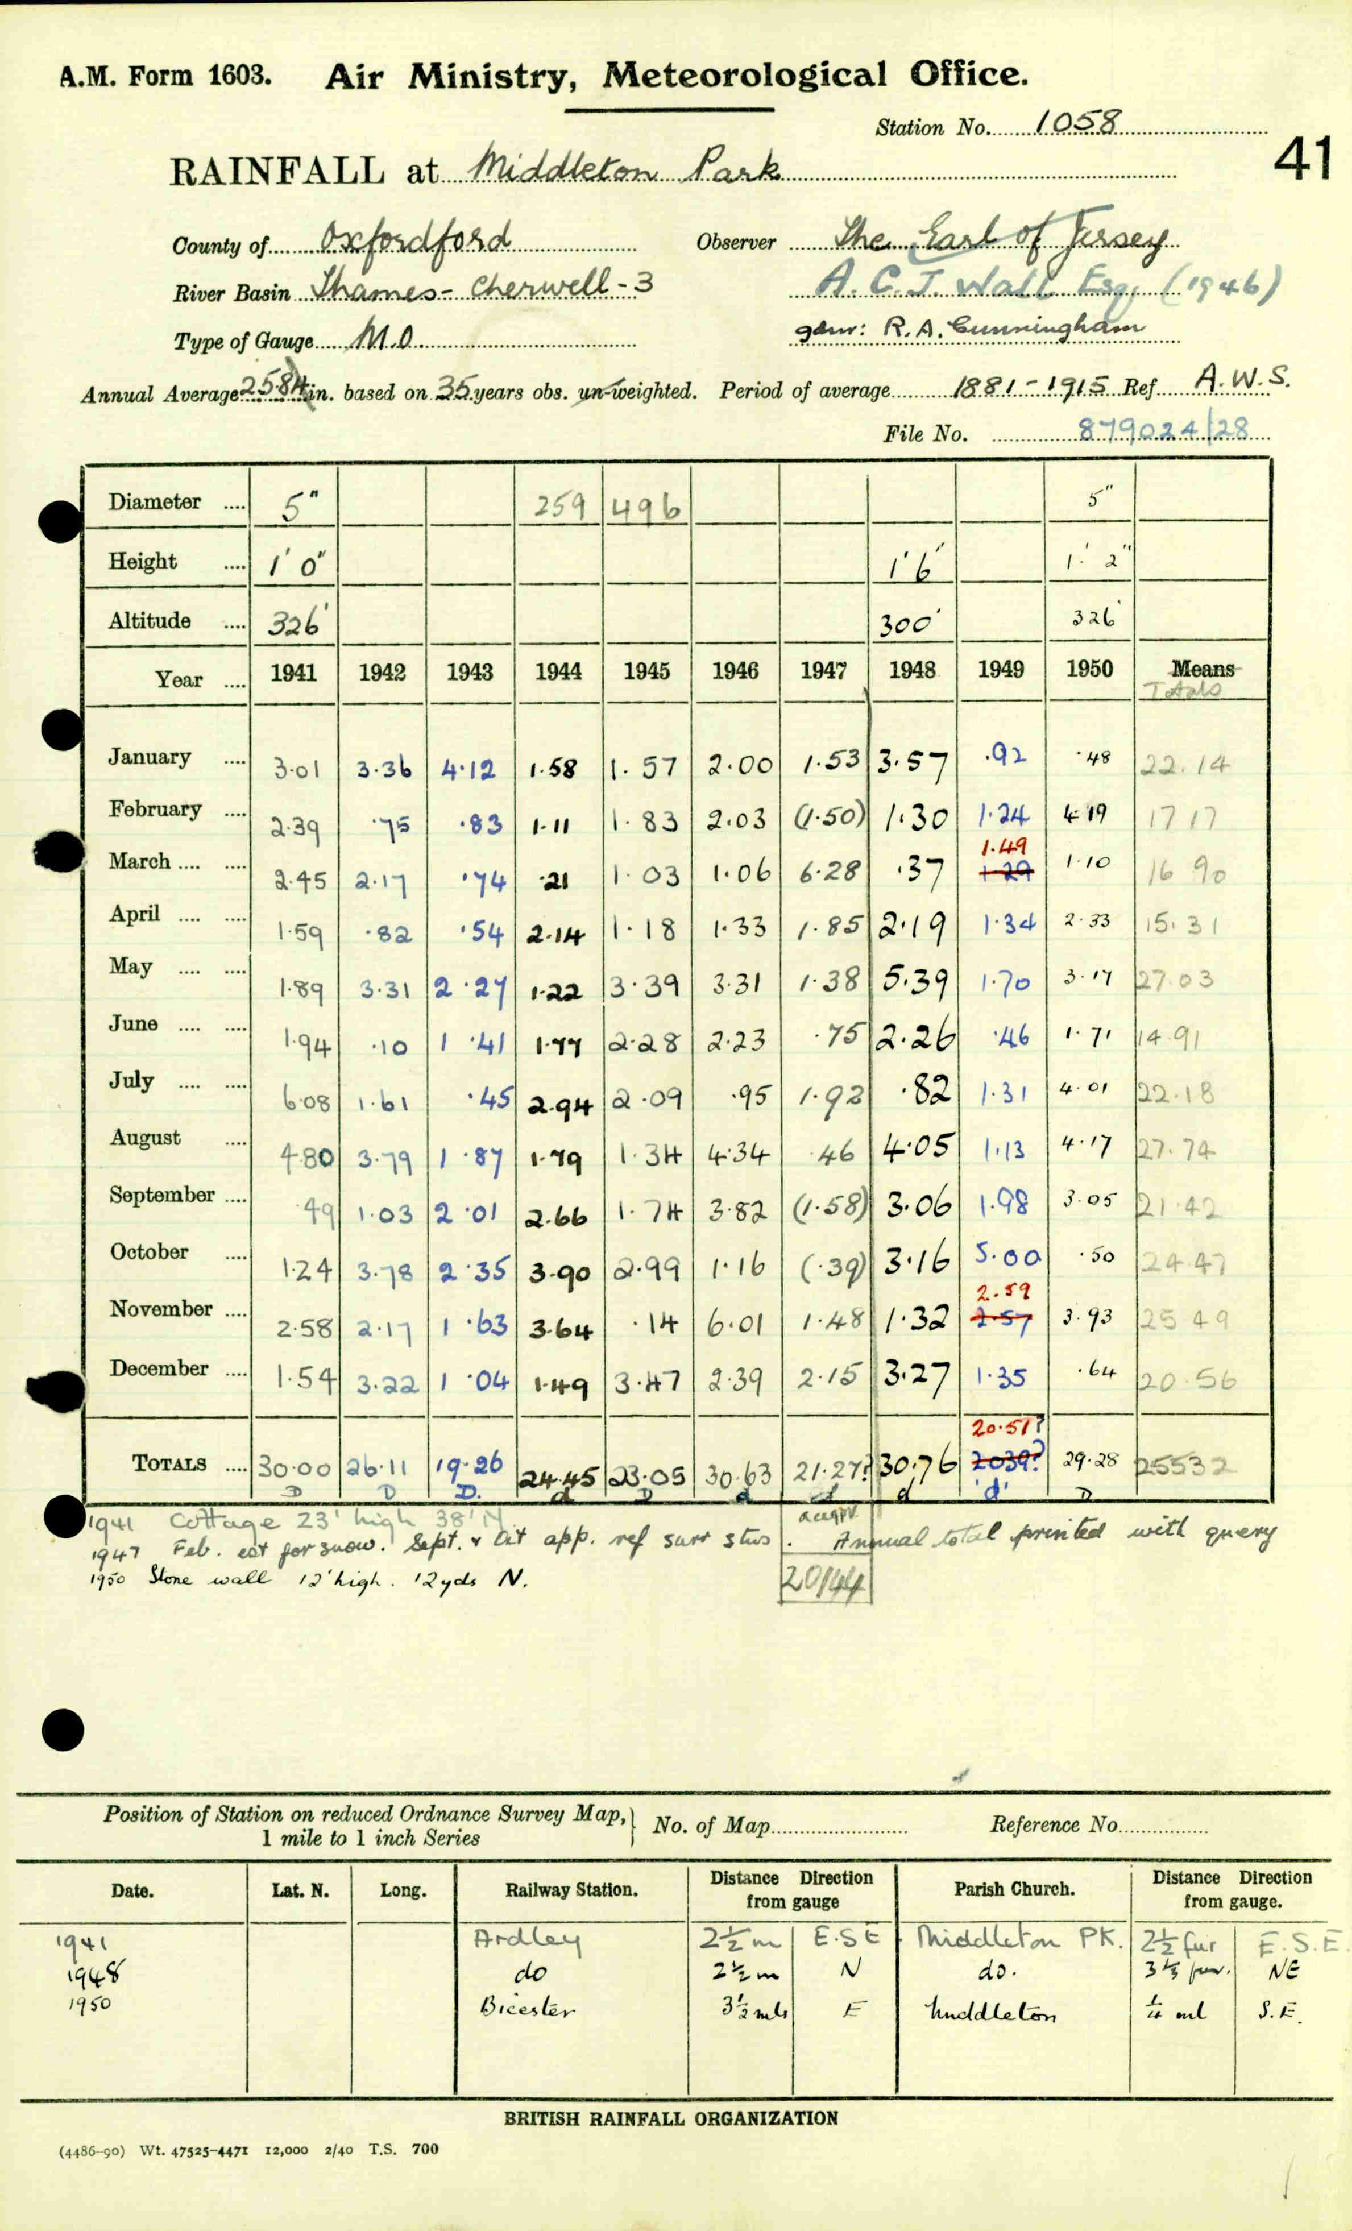 A.M. Form 1603. Air Ministry, Meteorological Office.
Station No. 1058
41
RAINFALL at Middleton Park
County of Oxfordford Observer The Earl of Jersey
River Basin Thames - Cherwell - 3 A. C. J. Wall Esq. (1946)
Type of Gauge M.O. gdnr: R. A. Cunningham
Annual Average 25.84 in. based on 35 years obs. un-weighted. Period of average 1881-1915 Ref A.W.S.
File No. 879024/28
Diameter .... 5" 259 496 5"
Height .... 1' 0" 1'6" 1' 2"
Altitude .... 326' 300' 326'
Year .... 1941 1942 1943 1944 1945 1946 1947 1948 1949 1950 Means
Totals
January .... 3.01 3.36 4.12 1.58 1.57 2.00 1.53 3.57 .92 .48 22.14
February .... 2.39 .75 .83 1.11 1.83 2.03 (1.50) 1.30 1.24 4.19 17 17
1.49
March .... .... 2.45 2.17 .74 .21 1.03 1.06 6.28 .37 1.29 1.10 16 90
April .... .... 1.59 .82 .54 2.14 1.18 1.33 1.85 2.19 1.34 2.33 15.31
May .... .... 1.89 3.31 2.27 1.22 3.39 3.31 1.38 5.39 1.70 3.17 27.03
June .... .... 1.94 .10 1.41 1.77 2.28 2.23 .75 2.26 .46 1.71 14.91
July .... .... 6.08 1.61 .45 2.94 2.09 .95 1.92 .82 1.31 4.01 22.18
August .... 4.80 3.79 1.87 1.79 1.34 4.34 .46 4.05 1.13 4.17 27.74
September .... .49 1.03 2.01 2.66 1.74 3.82 (1.58) 3.06 1.98 3.05 21.42
October .... 1.24 3.78 2.35 3.90 2.99 1.16 (.39) 3.16 5.00 .50 24.47
2.59
November .... 2.58 2.17 1.63 3.64 .14 6.01 1.48 1.32 2.57 3.93 25 49
December .... 1.54 3.22 1.04 1.49 3.47 2.39 2.15 3.27 1.35 .64 20.56
20.51?
TOTALS .... 30.00 26.11 19.26 24.45 23.05 30.63 21.27? 30.76 2039? 29.28 25532
D D D. d D d d d 'd' D
1941 Cottage 23' high 38' N
1947 Feb. est for snow. Sept. & Oct app. ref surr stns. Annual total printed with query
1950 Stone wall 12' high. 12 yds N.
20144
Position of Station on reduced Ordnance Survey Map,
1 mile to 1 inch Series
No. of Map Reference No.
Date. Lat. N. Long. Railway Station. Distance from gauge Direction Parish Church. Distance Direction from gauge.
1941 Ardley 2½ m E.S.E Middleton PK. 2½ fur E.S.E.
1948 do 2½ m N do. 3⅓ fur. NE
1950 Bicester 3½ mls E Middleton ¼ ml S.E.
BRITISH RAINFALL ORGANIZATION
(4486-90) Wt. 47525-4471 12,000 2/40 T.S. 700